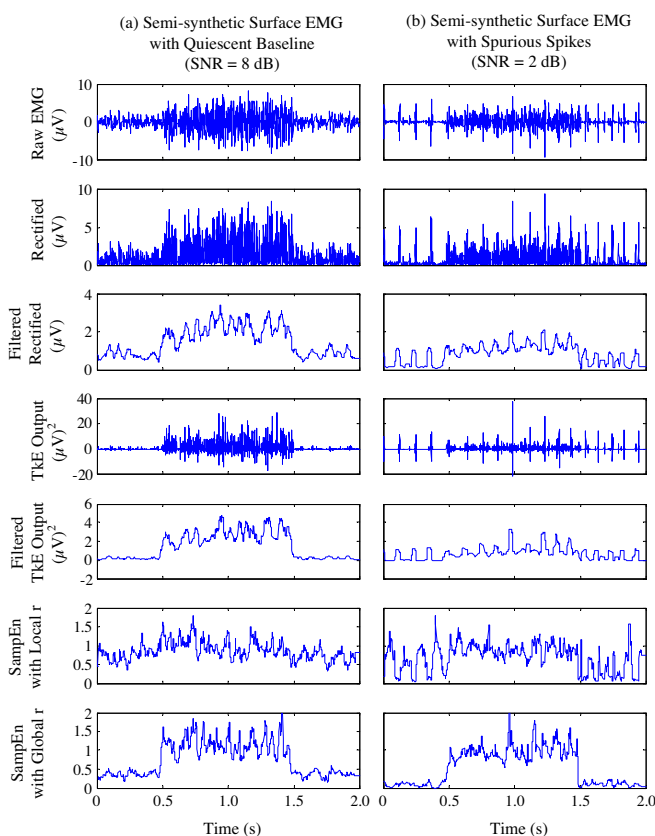 (a) Semi-synthetic Surface EMG
with Quiescent Baseline
(SNR = 8 dB)
(b) Semi-synthetic Surface EMG
with Spurious Spikes
(SNR = 2 dB)
Raw EMG
(μV)
10
0
-10
Rectified
(μV)
10
5
0
Filtered
Rectified
(μV)
4
2
0
TkE Output
(μV)²
40
20
0
-20
Filtered
TkE Output
(μV)²
6
4
2
0
-2
SampEn
with Local r
2
1.5
1
0.5
0
SampEn
with Global r
2
1.5
1
0.5
0
0 0.5 1.0 1.5 2.0
0 0.5 1.0 1.5 2.0
Time (s)
Time (s)